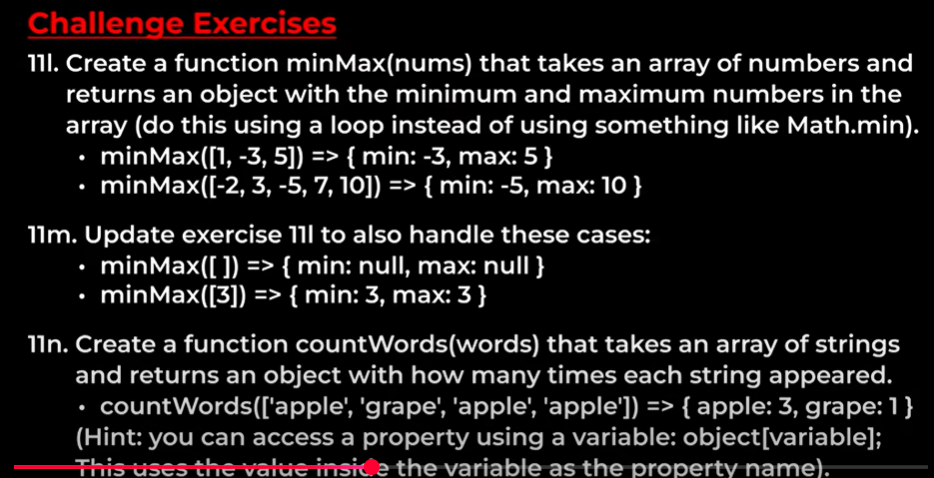 Challenge Exercises
11l. Create a function minMax(nums) that takes an array of numbers and
returns an object with the minimum and maximum numbers in the
array (do this using a loop instead of using something like Math.min).
• minMax([1, -3, 5]) => { min: -3, max: 5 }
• minMax([-2, 3, -5, 7, 10]) => { min: -5, max: 10 }
11m. Update exercise 11l to also handle these cases:
• minMax([ ]) => { min: null, max: null }
• minMax([3]) => { min: 3, max: 3 }
11n. Create a function countWords(words) that takes an array of strings
and returns an object with how many times each string appeared.
• countWords(['apple', 'grape', 'apple', 'apple']) => { apple: 3, grape: 1 }
(Hint: you can access a property using a variable: object[variable];
This uses the value inside the variable as the property name).